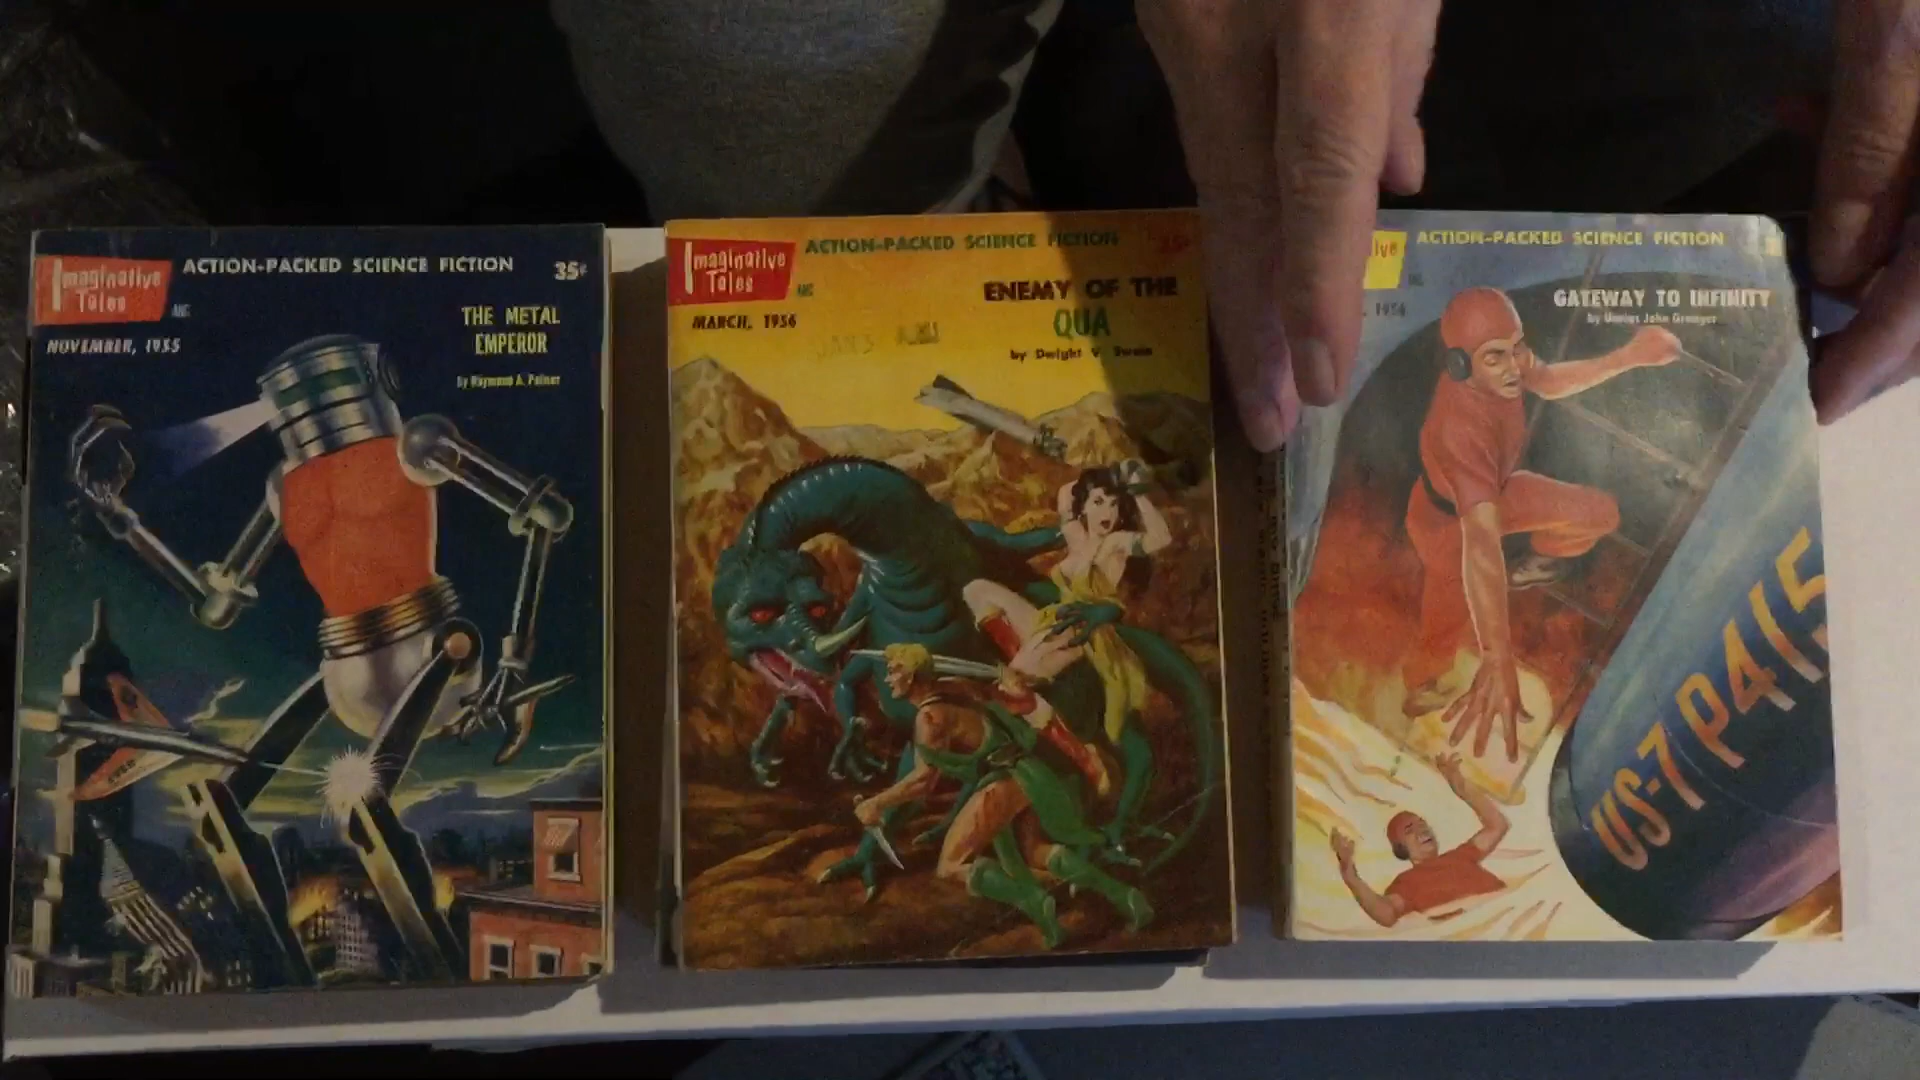 Imaginative
Tales
ACTION-PACKED SCIENCE FICTION
35¢
NOVEMBER, 1955
THE METAL
EMPEROR
by Raymond A. Palmer
Imaginative
Tales
ACTION-PACKED SCIENCE FICTION
35¢
MARCH, 1956
ENEMY OF THE
QUA
by Dwight V. Swain
ive
ACTION-PACKED SCIENCE FICTION
1956
GATEWAY TO INFINITY
US-7 P415